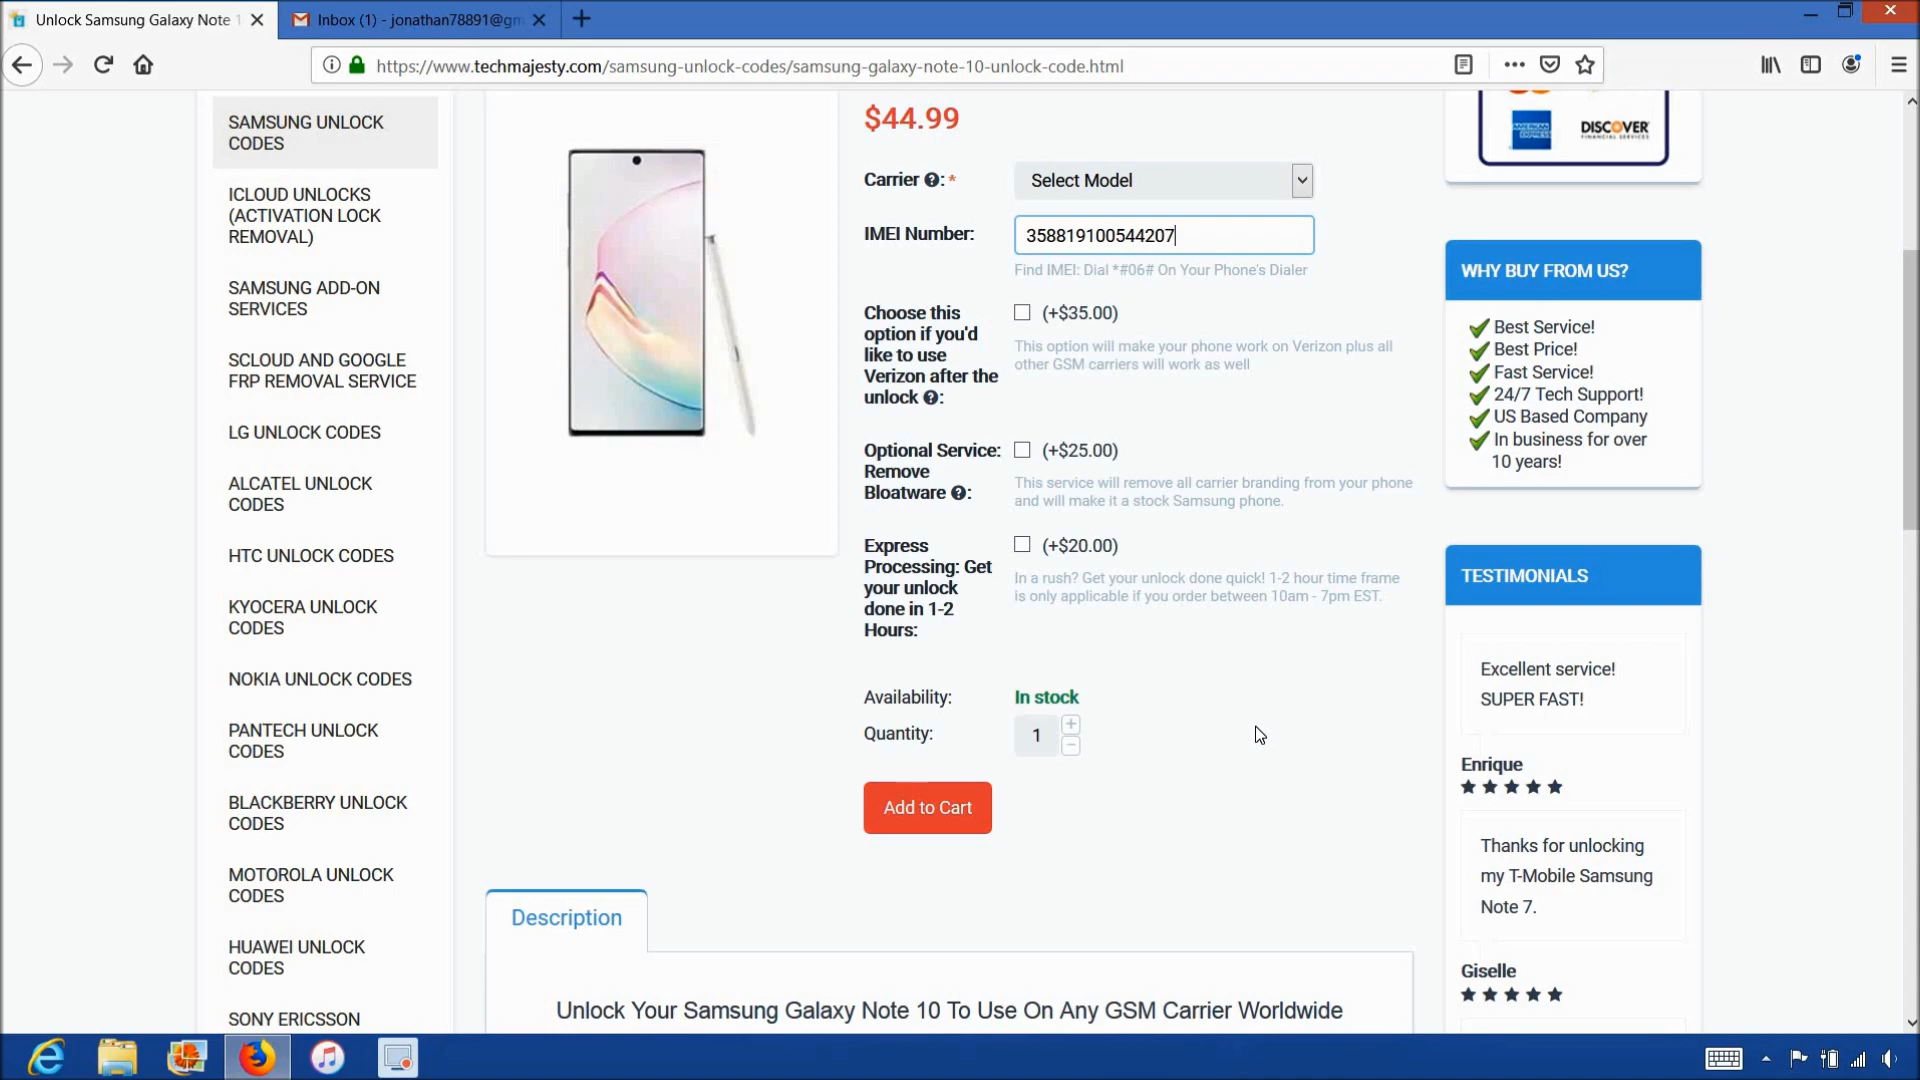 Unlock Samsung Galaxy Note 1
Inbox (1) - jonathan78891@gm
https://www.techmajesty.com/samsung-unlock-codes/samsung-galaxy-note-10-unlock-code.html
SAMSUNG UNLOCK
CODES
ICLOUD UNLOCKS
(ACTIVATION LOCK
REMOVAL)
SAMSUNG ADD-ON
SERVICES
SCLOUD AND GOOGLE
FRP REMOVAL SERVICE
LG UNLOCK CODES
ALCATEL UNLOCK
CODES
HTC UNLOCK CODES
KYOCERA UNLOCK
CODES
NOKIA UNLOCK CODES
PANTECH UNLOCK
CODES
BLACKBERRY UNLOCK
CODES
MOTOROLA UNLOCK
CODES
HUAWEI UNLOCK
CODES
SONY ERICSSON
$44.99
Carrier ?: *
Select Model
IMEI Number:
358819100544207
Find IMEI: Dial *#06# On Your Phone's Dialer
Choose this
option if you'd
like to use
Verizon after the
unlock ?:
(+$35.00)
This option will make your phone work on Verizon plus all
other GSM carriers will work as well
Optional Service:
Remove
Bloatware ?:
(+$25.00)
This service will remove all carrier branding from your phone
and will make it a stock Samsung phone.
Express
Processing: Get
your unlock
done in 1-2
Hours:
(+$20.00)
In a rush? Get your unlock done quick! 1-2 hour time frame
is only applicable if you order between 10am - 7pm EST.
Availability:
In stock
Quantity:
1
Add to Cart
Description
Unlock Your Samsung Galaxy Note 10 To Use On Any GSM Carrier Worldwide
AMERICAN EXPRESS
DISCOVER
FINANCIAL SERVICES
WHY BUY FROM US?
Best Service!
Best Price!
Fast Service!
24/7 Tech Support!
US Based Company
In business for over
10 years!
TESTIMONIALS
Excellent service!
SUPER FAST!
Enrique
Thanks for unlocking
my T-Mobile Samsung
Note 7.
Giselle